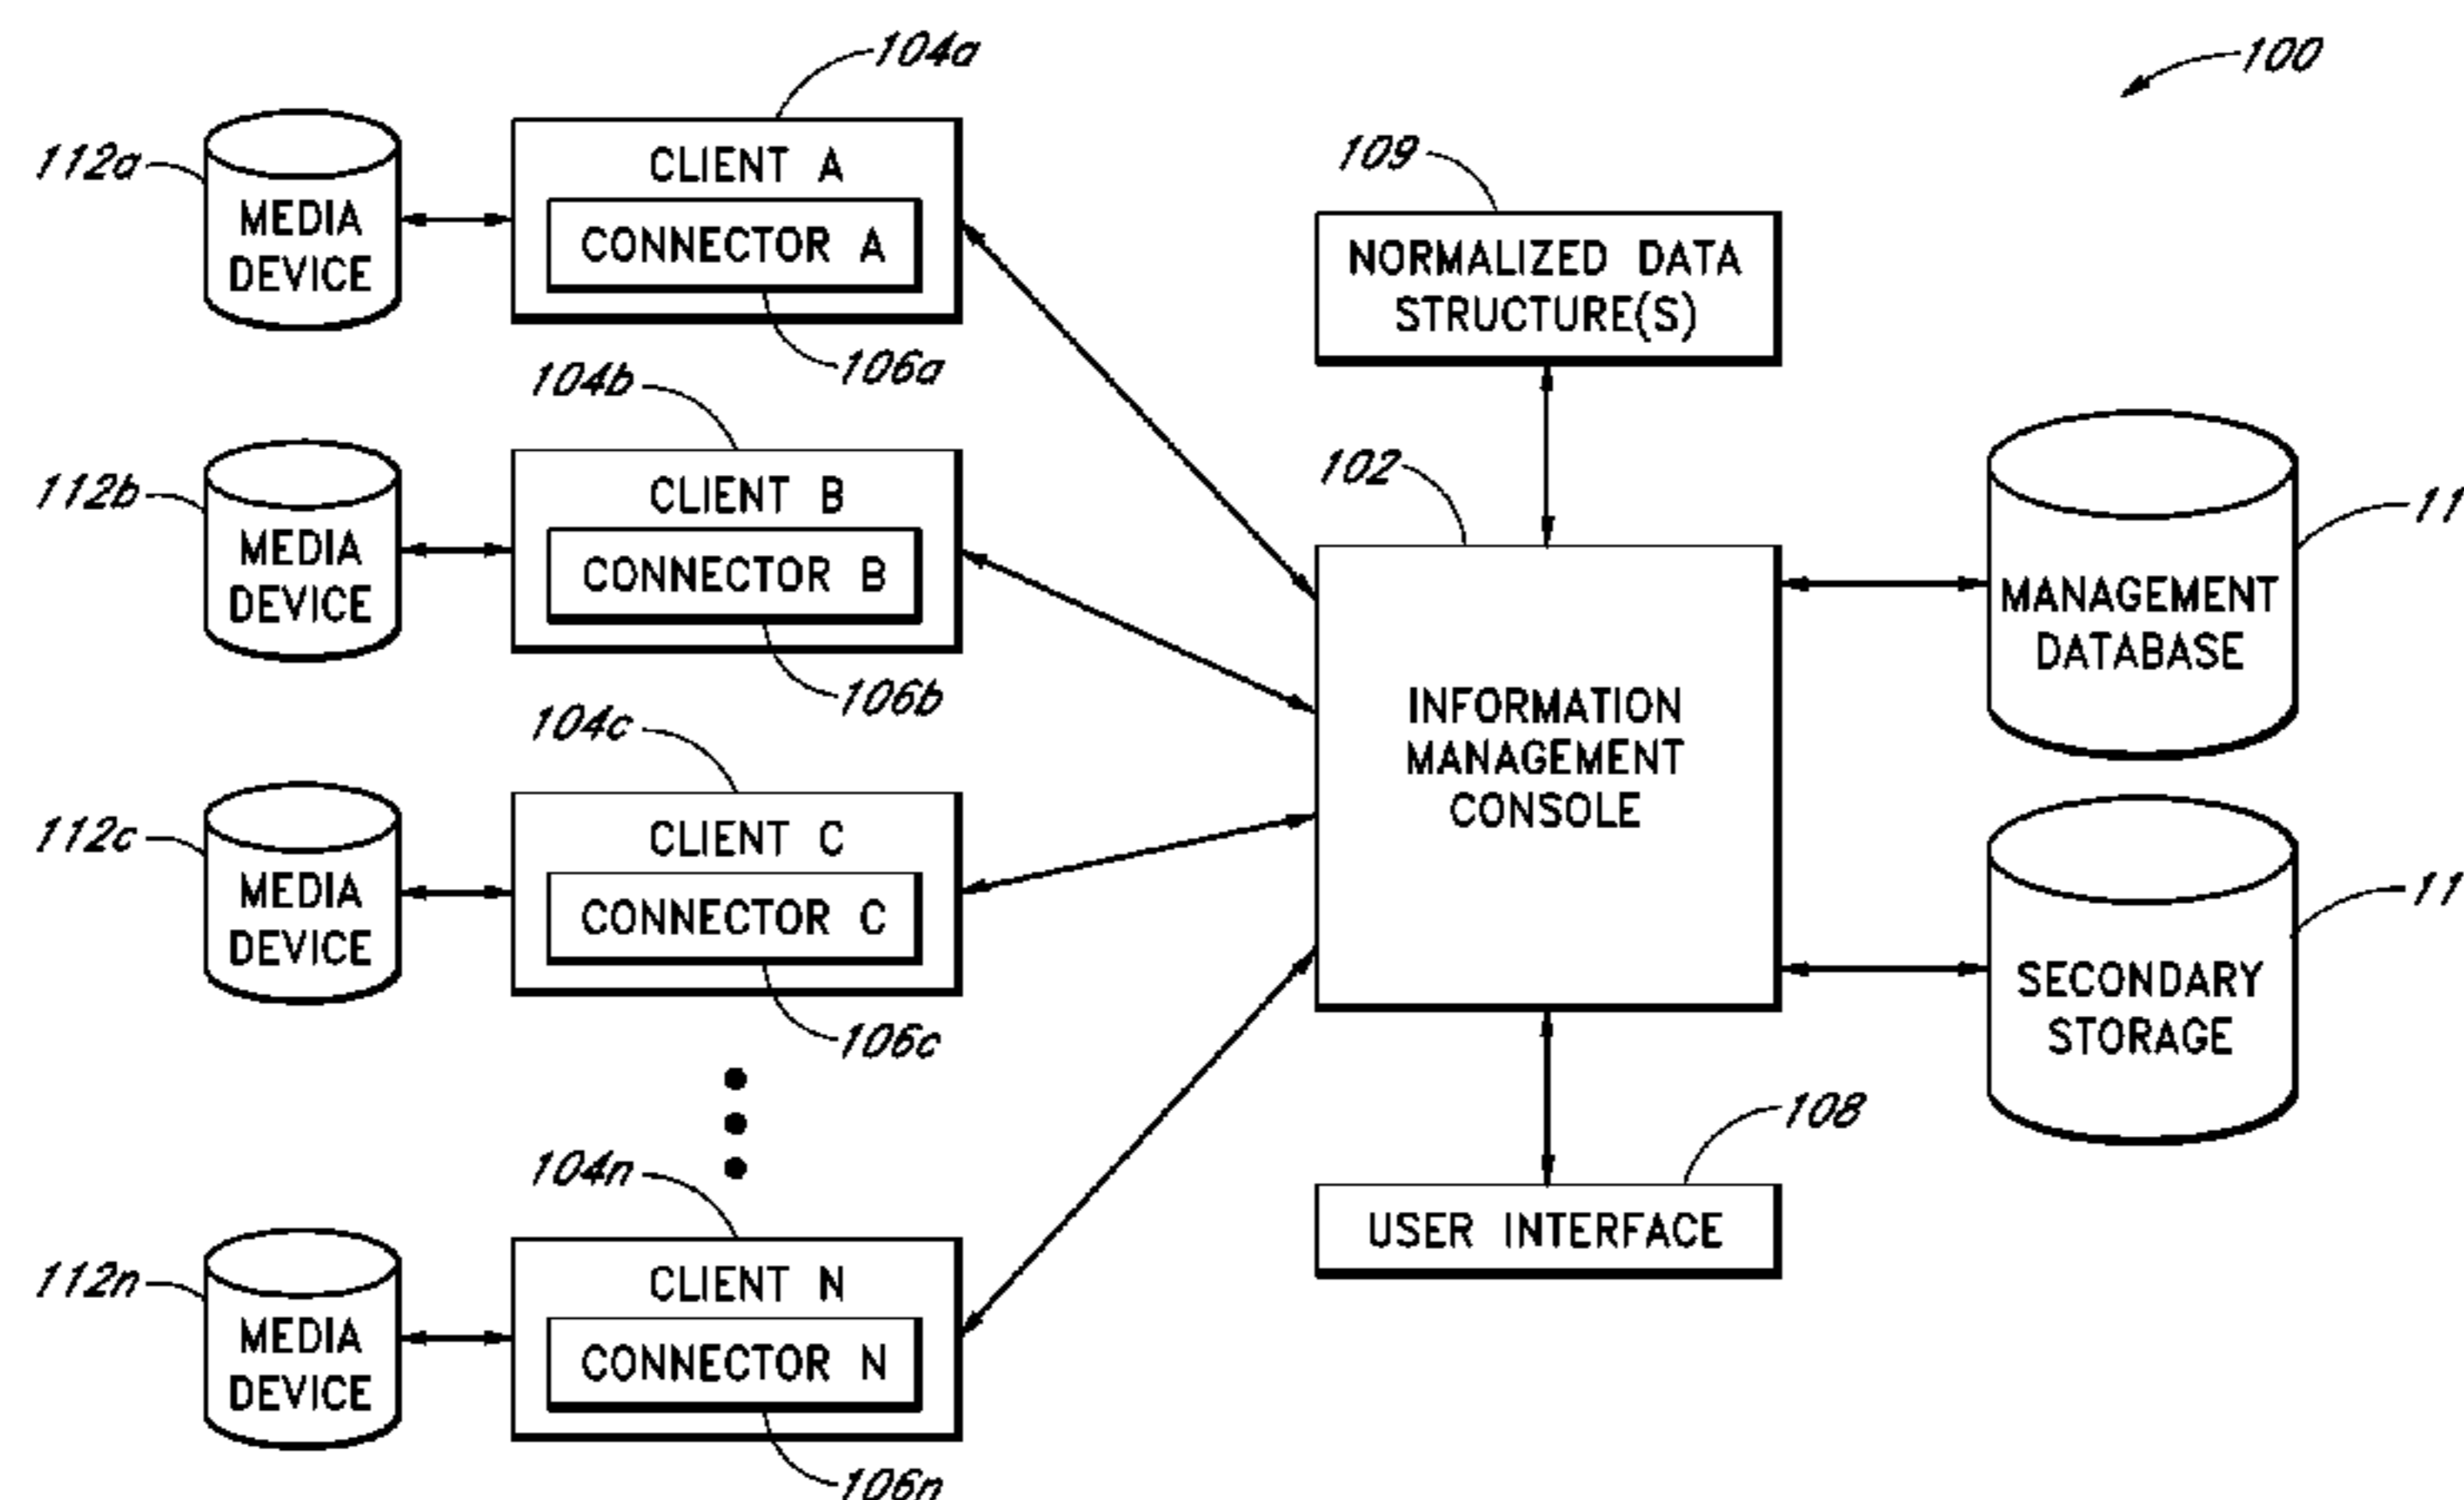 104a
100
112a
CLIENT A
MEDIA
DEVICE
CONNECTOR A
106a
109
NORMALIZED DATA
STRUCTURE(S)
104b
112b
CLIENT B
MEDIA
DEVICE
CONNECTOR B
106b
102
INFORMATION
MANAGEMENT
CONSOLE
MANAGEMENT
DATABASE
11
104c
112c
CLIENT C
MEDIA
DEVICE
CONNECTOR C
106c
SECONDARY
STORAGE
11
108
USER INTERFACE
104n
112n
CLIENT N
MEDIA
DEVICE
CONNECTOR N
106n